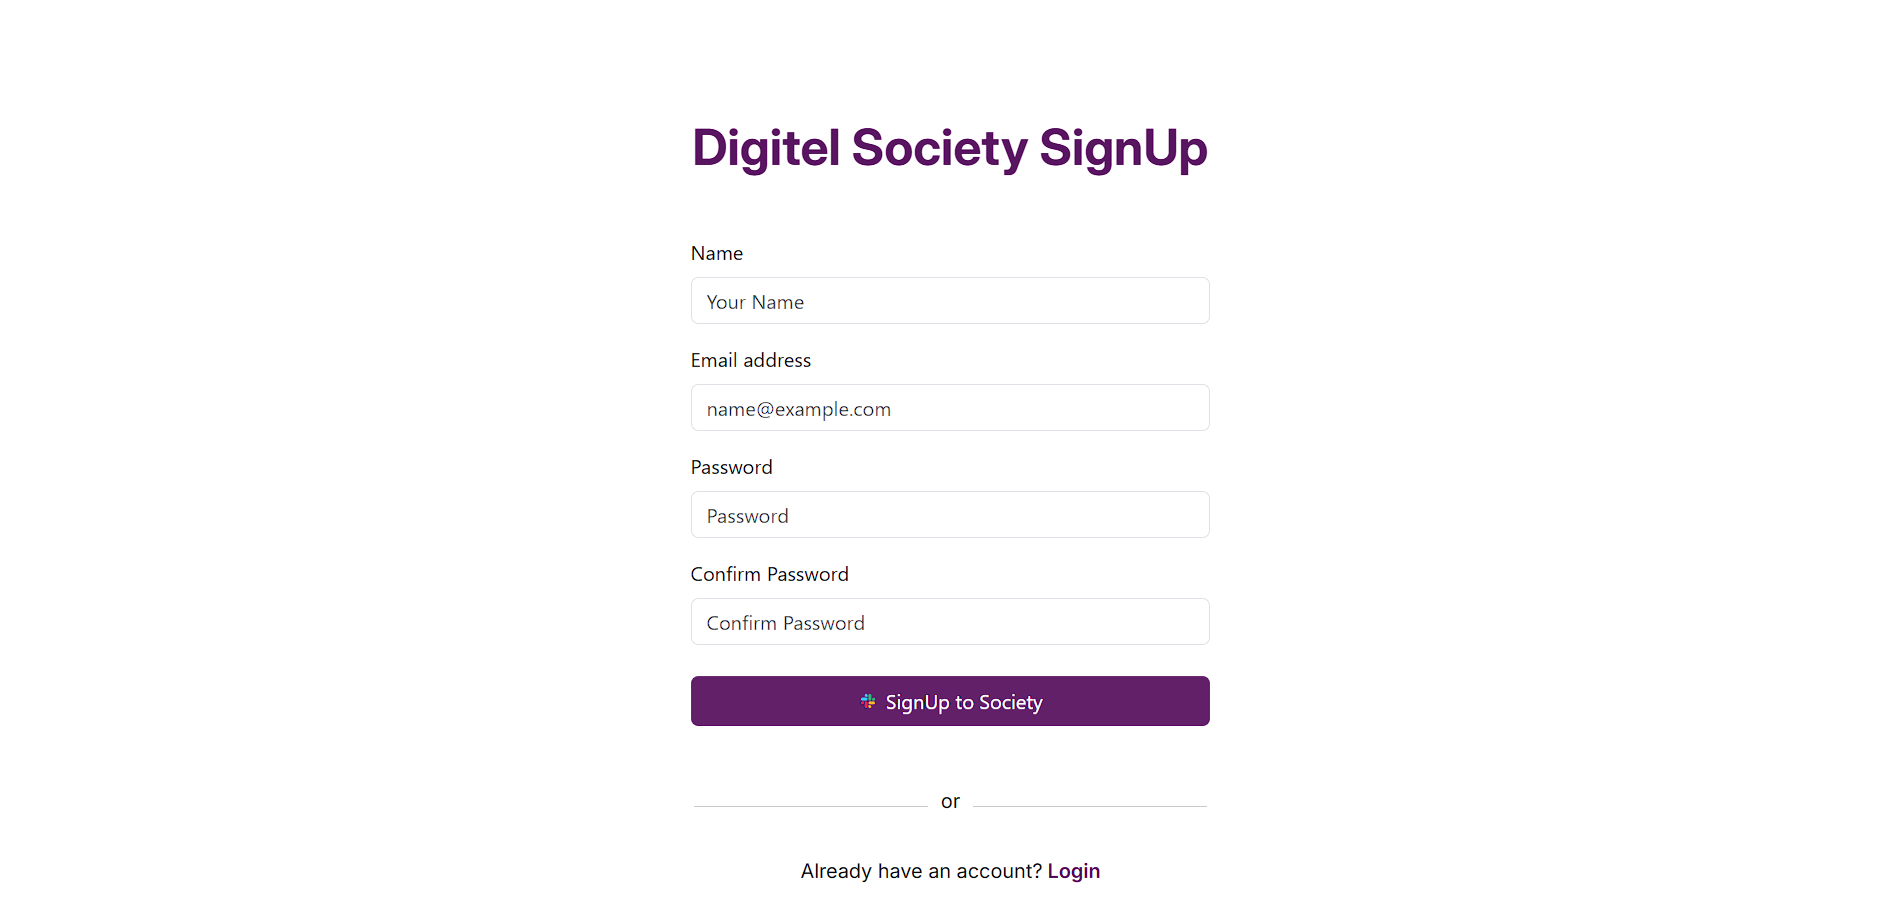 Digitel Society SignUp
Name
Your Name
Email address
name@example.com
Password
Password
Confirm Password
Confirm Password
SignUp to Society
or
Already have an account? Login